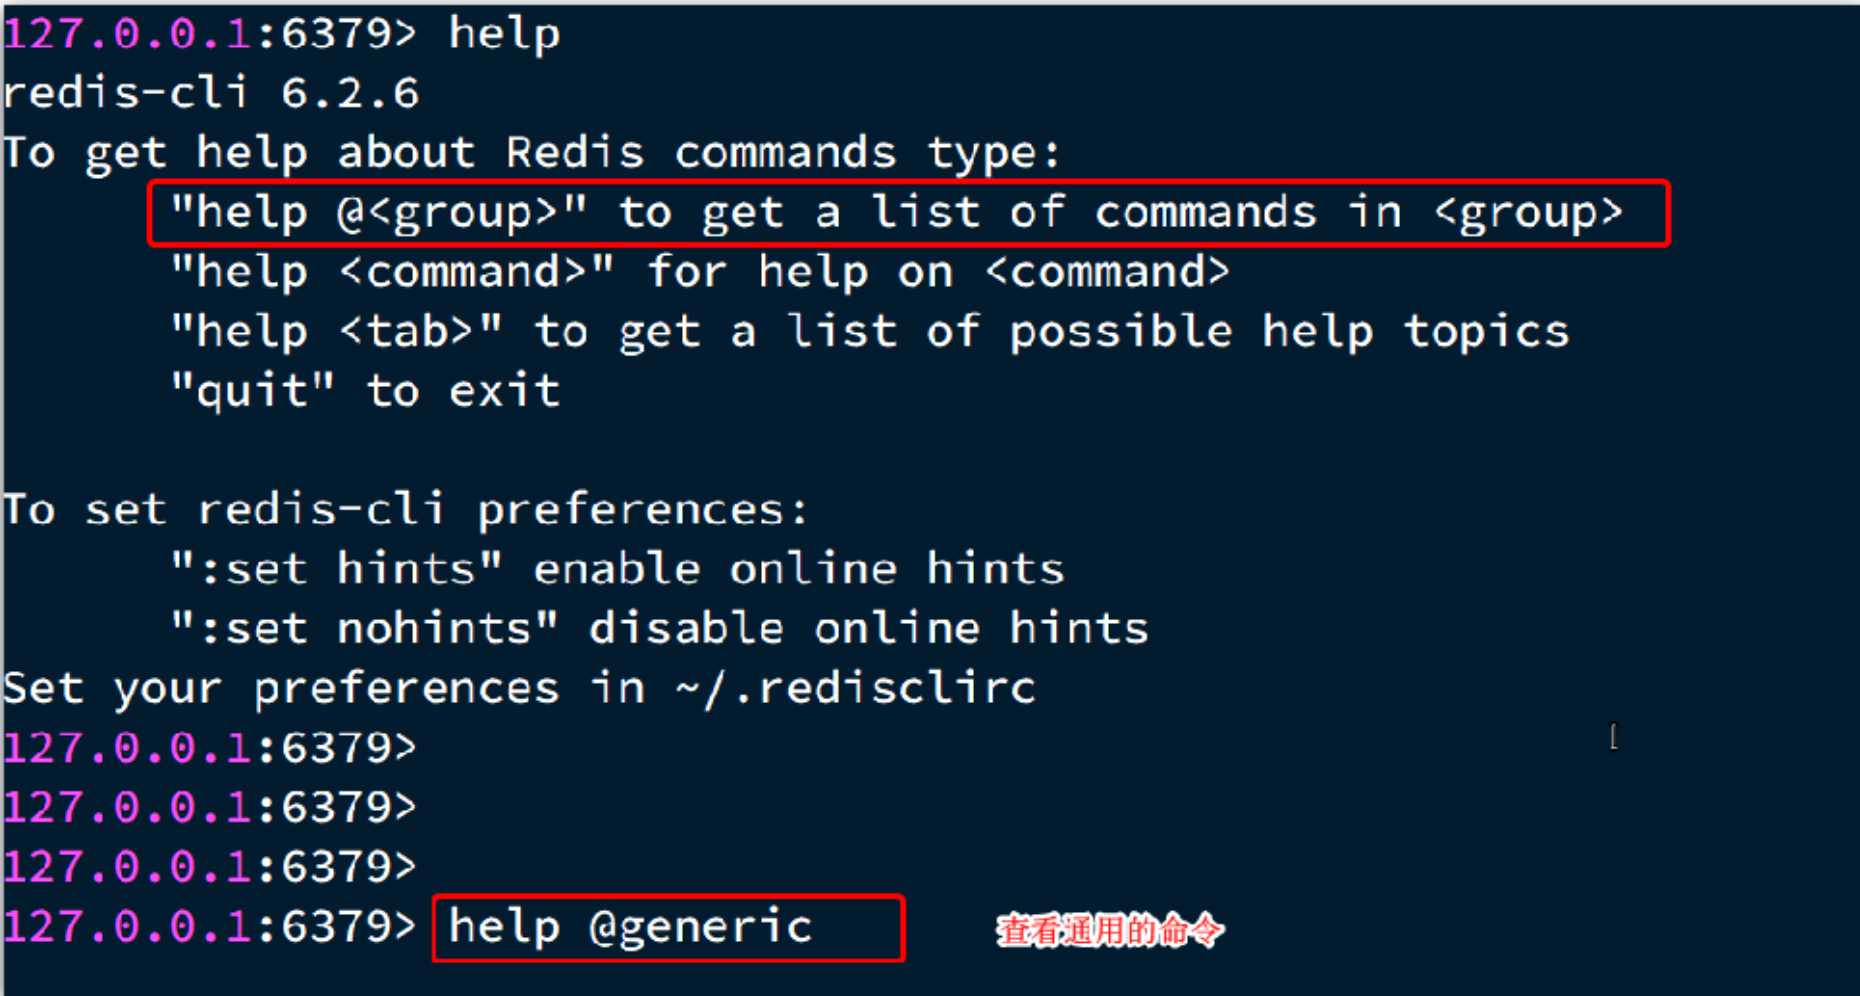 127.0.0.1:6379> help
redis-cli 6.2.6
To get help about Redis commands type:
"help @<group>" to get a list of commands in <group>
"help <command>" for help on <command>
"help <tab>" to get a list of possible help topics
"quit" to exit
To set redis-cli preferences:
":set hints" enable online hints
":set nohints" disable online hints
Set your preferences in ~/.redisclirc
127.0.0.1:6379>
127.0.0.1:6379>
127.0.0.1:6379>
127.0.0.1:6379> help @generic 查看通用的命令